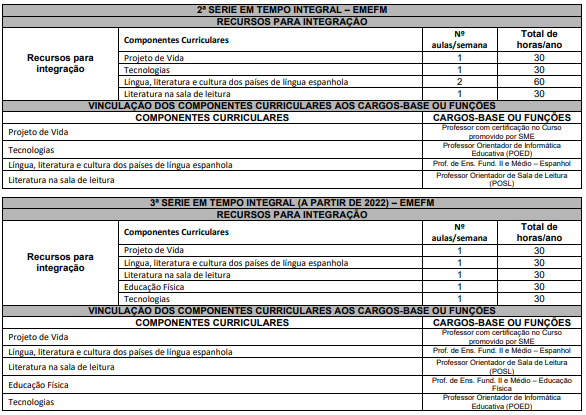 2ª SÉRIE EM TEMPO INTEGRAL – EMEFM
RECURSOS PARA INTEGRAÇÃO
Recursos para integração
Componentes Curriculares Nº aulas/semana Total de horas/ano
Projeto de Vida 1 30
Tecnologias 1 30
Língua, literatura e cultura dos países de língua espanhola 2 60
Literatura na sala de leitura 1 30
VINCULAÇÃO DOS COMPONENTES CURRICULARES AOS CARGOS-BASE OU FUNÇÕES
COMPONENTES CURRICULARES CARGOS-BASE OU FUNÇÕES
Projeto de Vida Professor com certificação no Curso promovido por SME
Tecnologias Professor Orientador de Informática Educativa (POED)
Língua, literatura e cultura dos países de língua espanhola Prof. de Ens. Fund. II e Médio – Espanhol
Literatura na sala de leitura Professor Orientador de Sala de Leitura (POSL)
3ª SÉRIE EM TEMPO INTEGRAL (A PARTIR DE 2022) – EMEFM
RECURSOS PARA INTEGRAÇÃO
Recursos para integração
Componentes Curriculares Nº aulas/semana Total de horas/ano
Projeto de Vida 1 30
Língua, literatura e cultura dos países de língua espanhola 1 30
Literatura na sala de leitura 1 30
Educação Física 1 30
Tecnologias 1 30
VINCULAÇÃO DOS COMPONENTES CURRICULARES AOS CARGOS-BASE OU FUNÇÕES
COMPONENTES CURRICULARES CARGOS-BASE OU FUNÇÕES
Projeto de Vida Professor com certificação no Curso promovido por SME
Língua, literatura e cultura dos países de língua espanhola Prof. de Ens. Fund. II e Médio – Espanhol
Literatura na sala de leitura Professor Orientador de Sala de Leitura (POSL)
Educação Física Prof. de Ens. Fund. II e Médio – Educação Física
Tecnologias Professor Orientador de Informática Educativa (POED)